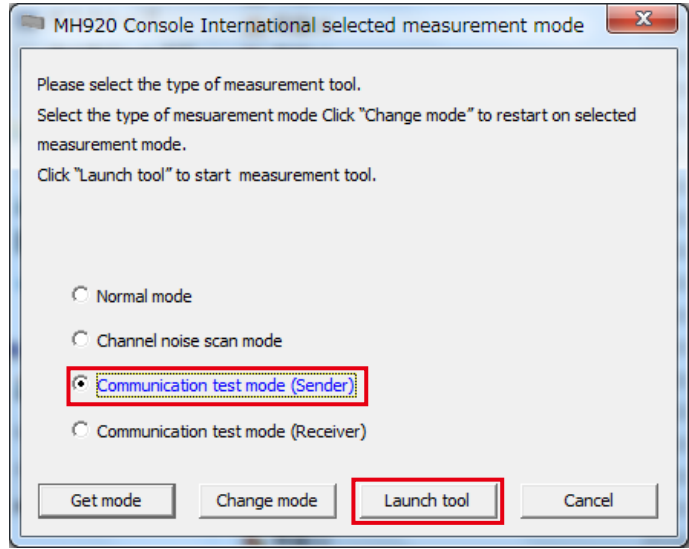 MH920 Console International selected measurement mode
Please select the type of measurement tool.
Select the type of mesuarement mode Click “Change mode” to restart on selected
measurement mode.
Click “Launch tool” to start measurement tool.
Normal mode
Channel noise scan mode
Communication test mode (Sender)
Communication test mode (Receiver)
Get mode Change mode Launch tool Cancel